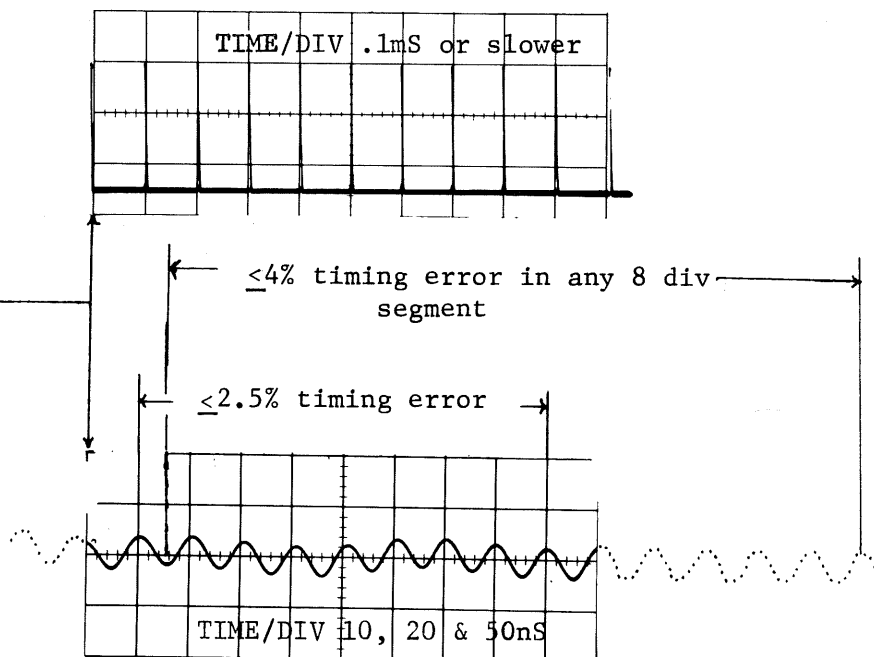 TIME/DIV .1mS or slower
≤4% timing error in any 8 div
segment
≤2.5% timing error
TIME/DIV 10, 20 & 50nS